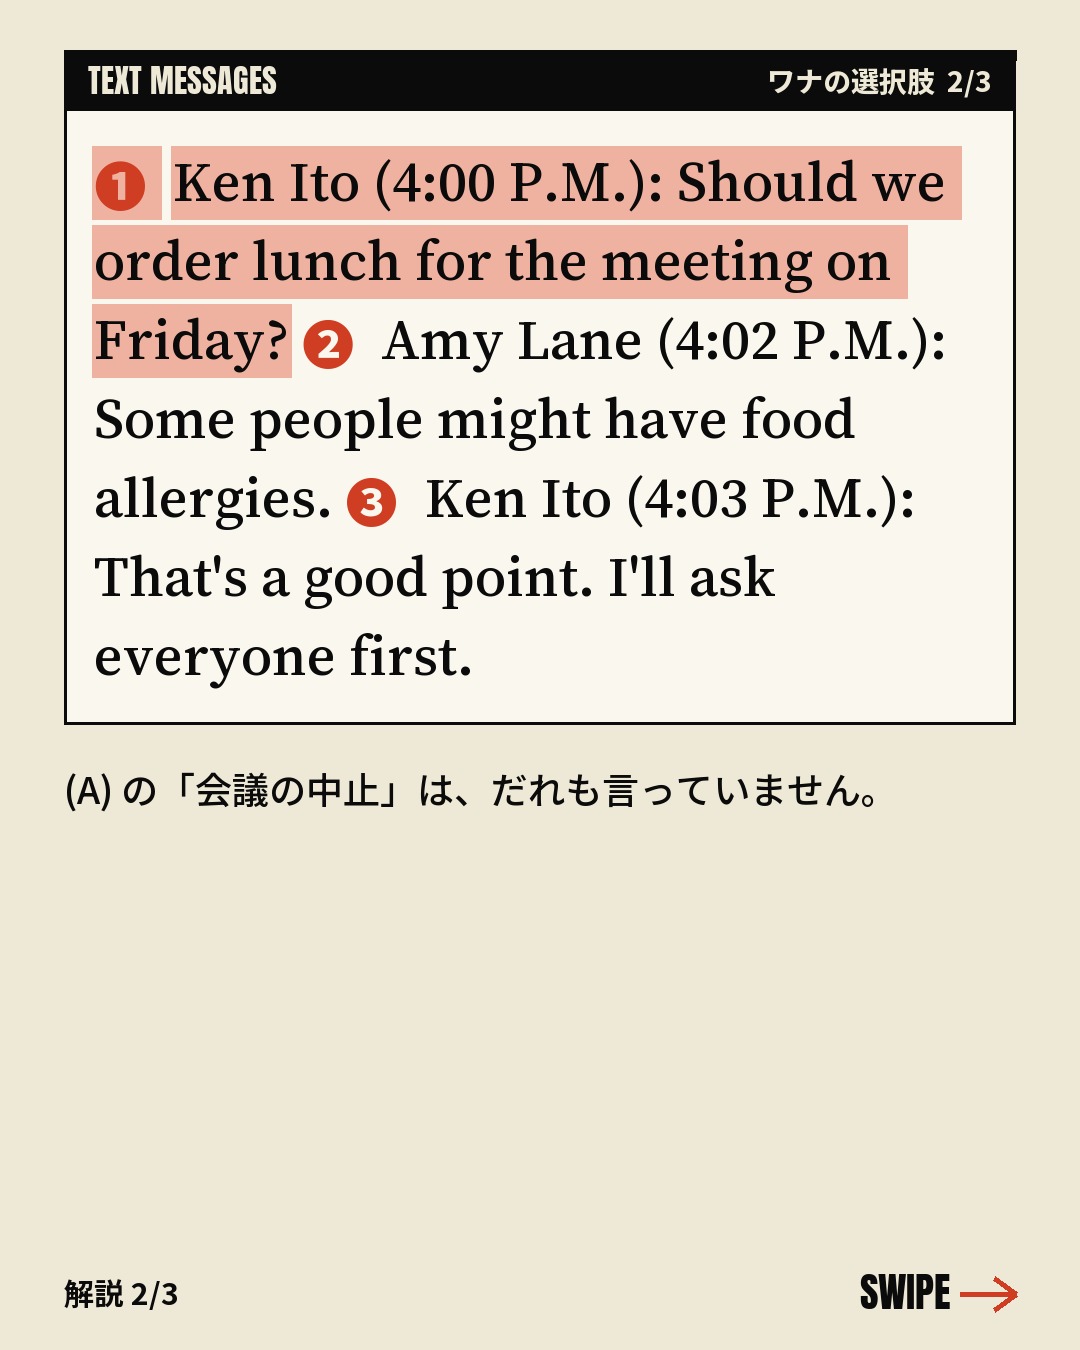 TEXT MESSAGES ワナの選択肢 2/3
1 Ken Ito (4:00 P.M.): Should we
order lunch for the meeting on
Friday? 2 Amy Lane (4:02 P.M.):
Some people might have food
allergies. 3 Ken Ito (4:03 P.M.):
That's a good point. I'll ask
everyone first.
(A) の「会議の中止」は、だれも言っていません。
解説 2/3 SWIPE →